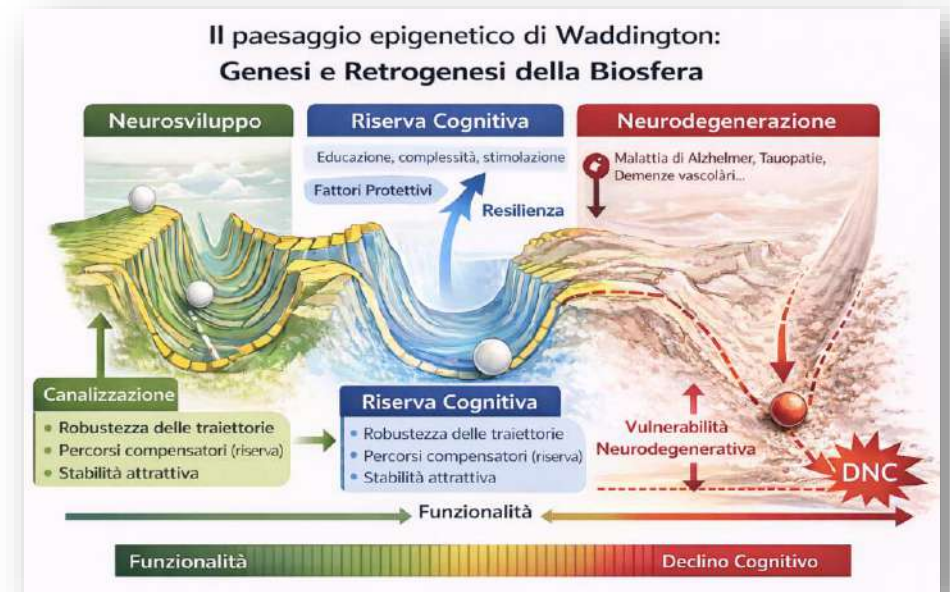 Il paesaggio epigenetico di Waddington:
Genesi e Retrogenesi della Biosfera
Neurosviluppo
Riserva Cognitiva
Educazione, complessità, stimolazione
Fattori Protettivi
Resilienza
Neurodegenerazione
Malattia di Alzheimer, Tauopatie,
Demenze vascolàri...
Canalizzazione
• Robustezza delle traiettorie
• Percorsi compensatori (riserva)
• Stabilità attrattiva
Riserva Cognitiva
• Robustezza delle traiettorie
• Percorsi compensatori (riserva)
• Stabilità attrattiva
Vulnerabilità
Neurodegenerativa
DNC
Funzionalità
Funzionalità
Declino Cognitivo